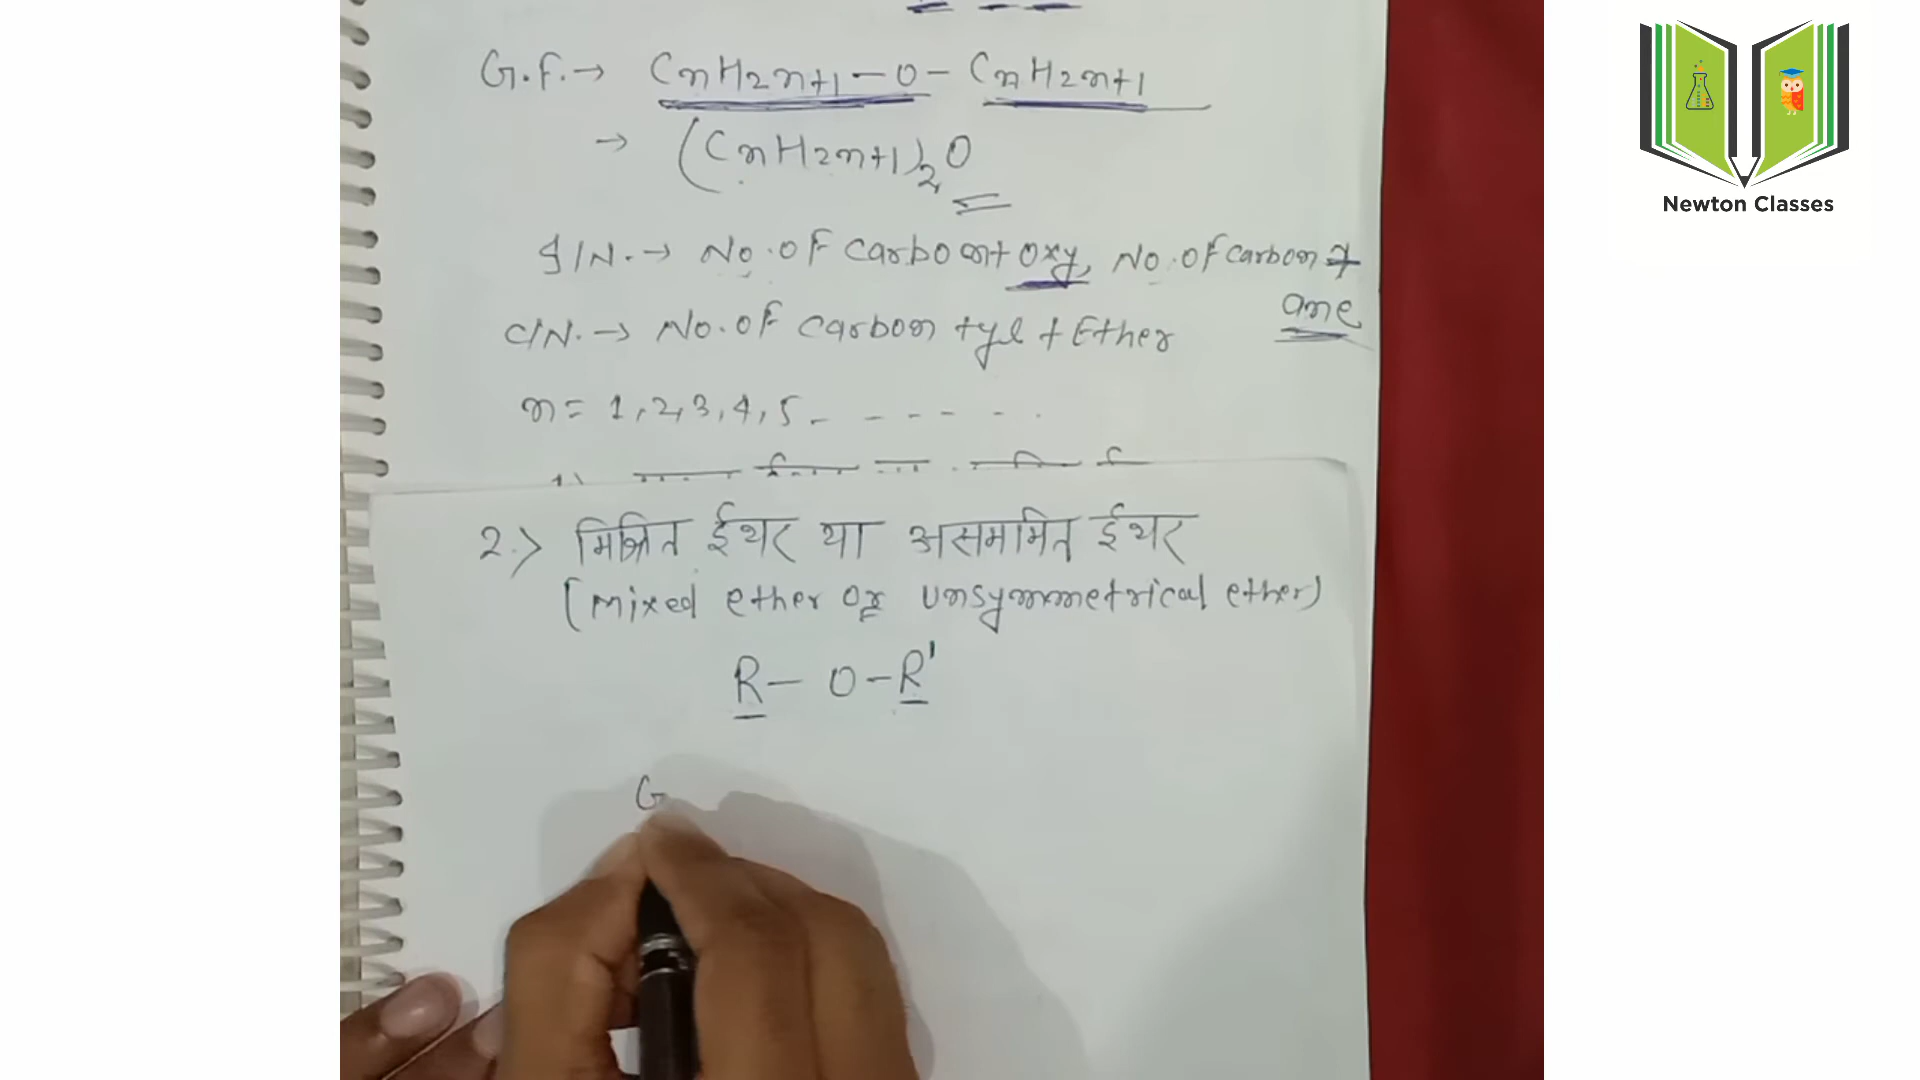 G.F.→ CnH2n+1 – O – CnH2n+1
→ (CnH2n+1)2O
I/N. → No. of carbon + oxy, No. of carbon +
ane
C/N. → No. of carbon + yl + Ether
n = 1, 2, 3, 4, 5 - - - - - -
2.> मिश्रित ईथर या असममित ईथर
(Mixed ether or unsymmetrical ether)
R – O – R'
G
Newton Classes